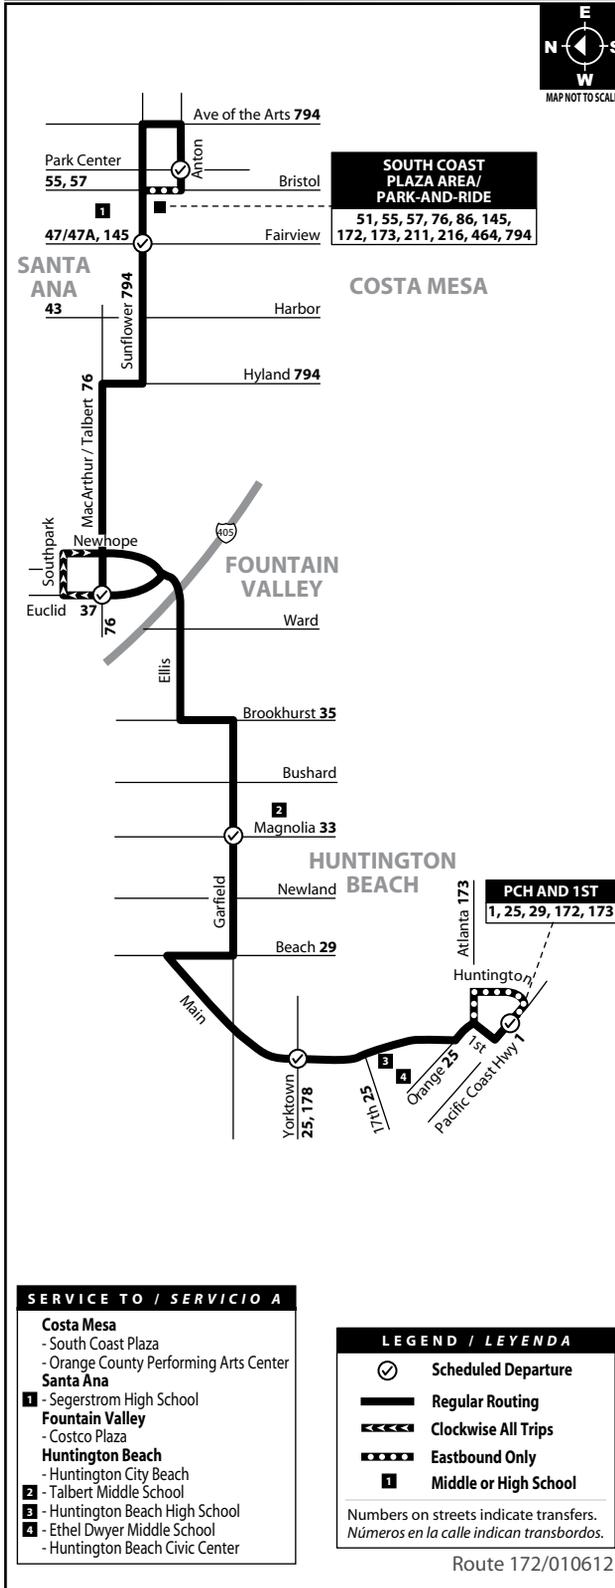 E
N
S
W
MAP NOT TO SCALE
Ave of the Arts 794
Park Center
Anton
55, 57
Bristol
SOUTH COAST
PLAZA AREA/
PARK-AND-RIDE
51, 55, 57, 76, 86, 145,
172, 173, 211, 216, 464, 794
1
47/47A, 145
Fairview
SANTA
ANA
COSTA MESA
Sunflower 794
43
Harbor
Hyland 794
MacArthur / Talbert 76
405
Southpark
Newhope
FOUNTAIN
VALLEY
Euclid 37
76
Ward
Ellis
Brookhurst 35
Bushard
2
Magnolia 33
HUNTINGTON
BEACH
Garfield
Newland
Atlanta 173
PCH AND 1ST
1, 25, 29, 172, 173
Beach 29
Huntington
Main
Yorktown
25, 178
17th 25
3
4
Orange 25
1st
Pacific Coast Hwy 1
SERVICE TO / SERVICIO A
Costa Mesa
- South Coast Plaza
- Orange County Performing Arts Center
Santa Ana
1 - Segerstrom High School
Fountain Valley
- Costco Plaza
Huntington Beach
- Huntington City Beach
2 - Talbert Middle School
3 - Huntington Beach High School
4 - Ethel Dwyer Middle School
- Huntington Beach Civic Center
LEGEND / LEYENDA
Scheduled Departure
Regular Routing
Clockwise All Trips
Eastbound Only
1 Middle or High School
Numbers on streets indicate transfers.
Números en la calle indican transbordos.
Route 172/010612